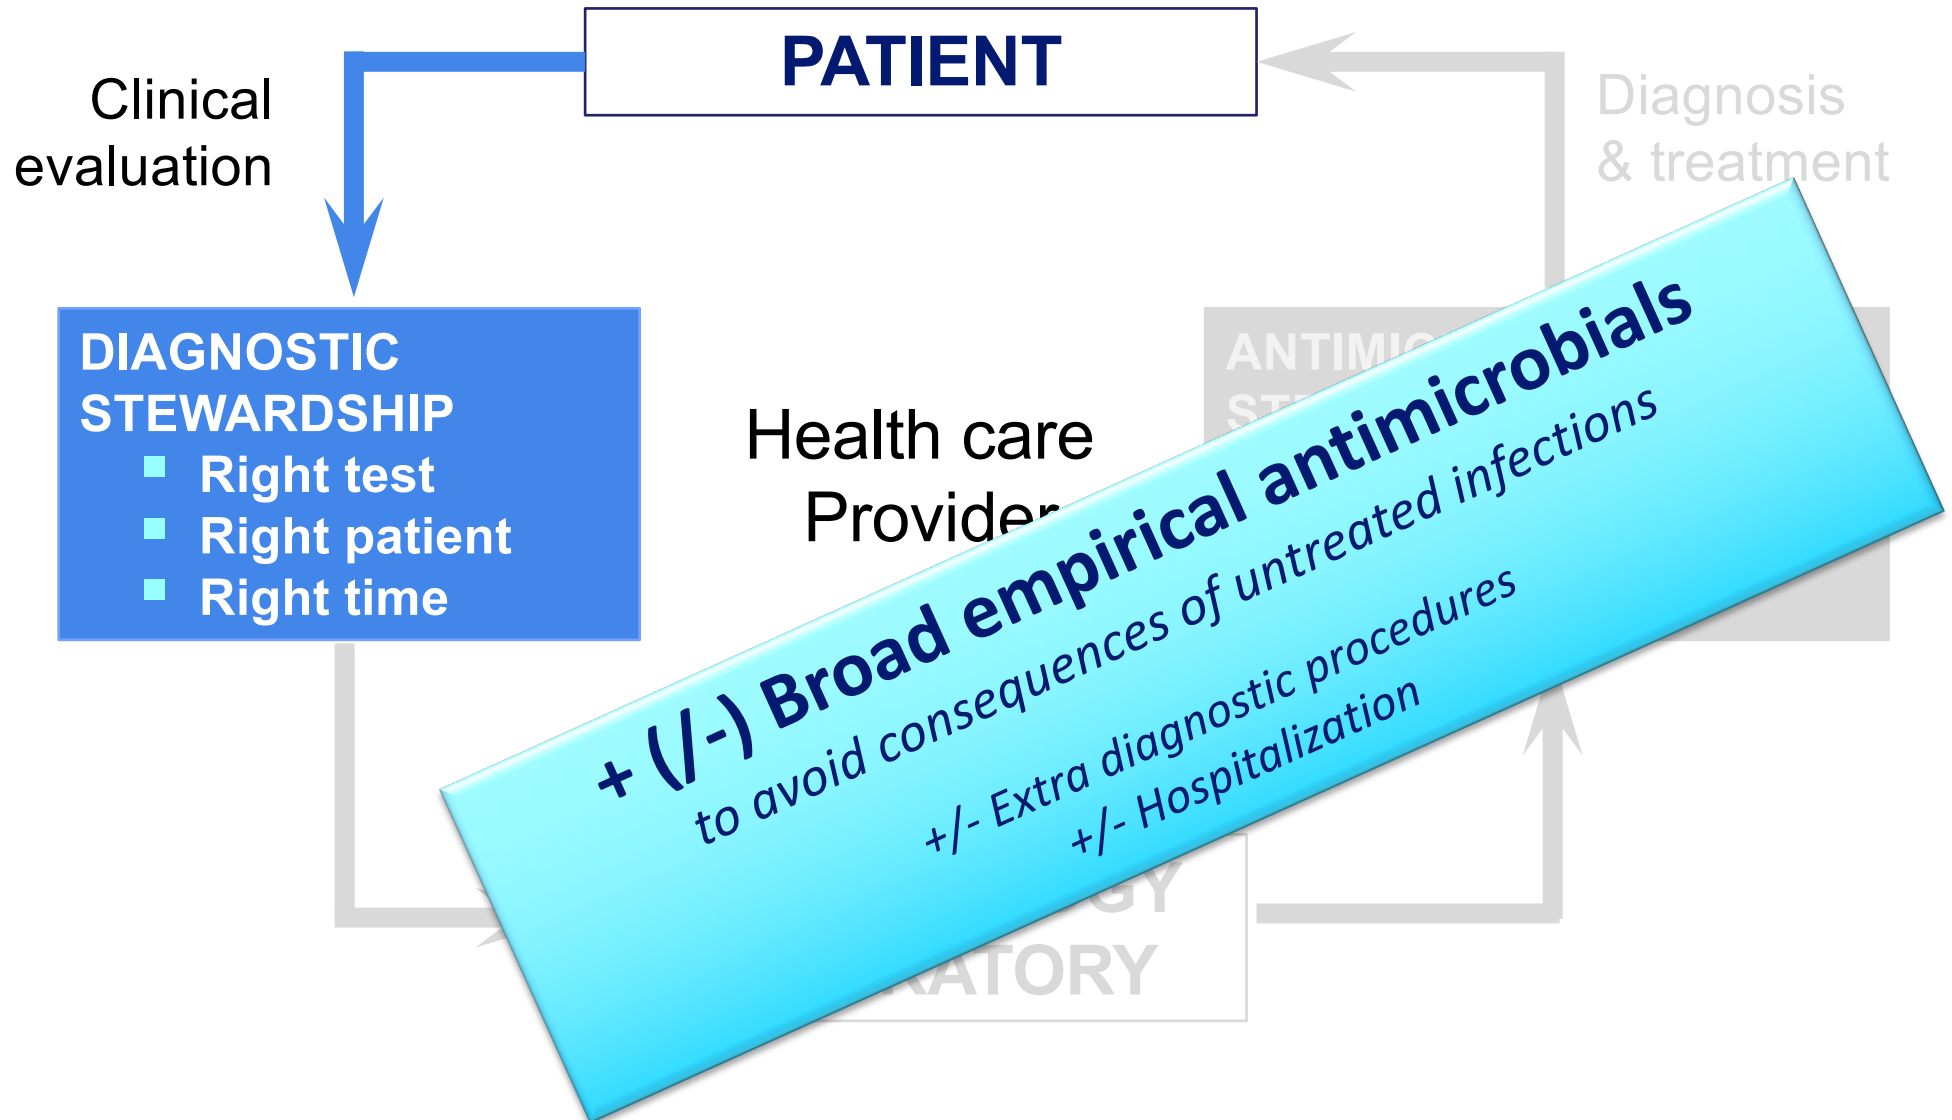 PATIENT
Clinical
evaluation
Diagnosis
& treatment
DIAGNOSTIC
STEWARDSHIP
Right test
Right patient
Right time
Health care
Provider
+ (/-) Broad empirical antimicrobials
to avoid consequences of untreated infections
+/- Extra diagnostic procedures
+/- Hospitalization